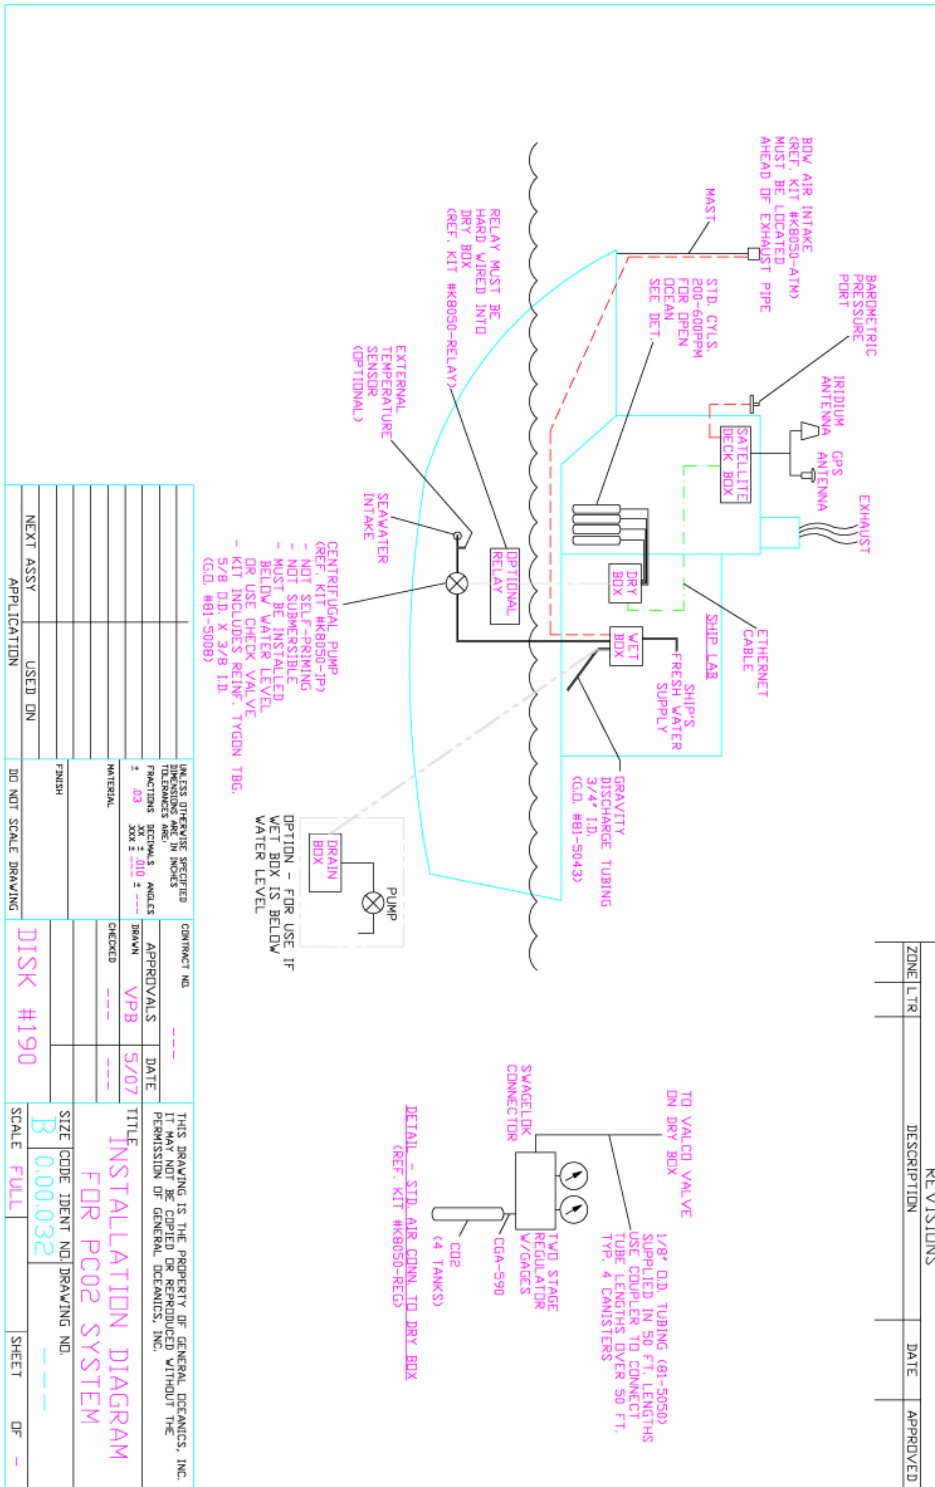 REVISIONS
ZONE
LTR
DESCRIPTION
DATE
APPROVED
BOW AIR INTAKE
(REF. KIT #K8050-ATM)
MUST BE LOCATED
AHEAD OF EXHAUST PIPE
BAROMETRIC
PRESSURE
PORT
IRIDIUM
ANTENNA
GPS
ANTENNA
EXHAUST
MAST
STD. CYLS.
200-600PPM
FOR OPEN
OCEAN
SEE DET.
SATELLITE
DECK BOX
ETHERNET
CABLE
DRY
BOX
SHIP LAB
WET
BOX
SHIP'S
FRESH WATER
SUPPLY
GRAVITY
DISCHARGE TUBING
3/4" I.D.
(G.O. #81-5043)
RELAY MUST BE
HARD WIRED INTO
DRY BOX
(REF. KIT #K8050-RELAY)
OPTIONAL
RELAY
EXTERNAL
TEMPERATURE
SENSOR
(OPTIONAL)
SEAWATER
INTAKE
CENTRIFUGAL PUMP
(REF. KIT #K8050-IP)
- NOT SELF-PRIMING
- NOT SUBMERSIBLE
- MUST BE INSTALLED
BELOW WATER LEVEL
OR USE CHECK VALVE
- KIT INCLUDES REINF. TYGON TBG.
5/8 O.D. X 3/8 I.D.
(G.O. #81-5008)
PUMP
DRAIN
BOX
OPTION - FOR USE IF
WET BOX IS BELOW
WATER LEVEL
TO VALCO VALVE
ON DRY BOX
1/8" O.D. TUBING (81-5050)
SUPPLIED IN 50 FT. LENGTHS
USE COUPLER TO CONNECT
TUBE LENGTHS OVER 50 FT.
TYP. 4 CANISTERS
SWAGELOK
CONNECTOR
TWO STAGE
REGULATOR
W/GAGES
CGA-590
CO2
(4 TANKS)
DETAIL - STD. AIR CONN. TO DRY BOX
(REF. KIT #K8050-REG)
NEXT ASSY
USED ON
APPLICATION
UNLESS OTHERWISE SPECIFIED
DIMENSIONS ARE IN INCHES
TOLERANCES ARE:
FRACTIONS DECIMALS ANGLES
± .03 .XX ± .010 ± ---
.XXX ± ---
MATERIAL
FINISH
DO NOT SCALE DRAWING
CONTRACT NO.
---
APPROVALS
DATE
DRAWN
VPB
5/07
CHECKED
---
---
DISK #190
THIS DRAWING IS THE PROPERTY OF GENERAL OCEANICS, INC.
IT MAY NOT BE COPIED OR REPRODUCED WITHOUT THE
PERMISSION OF GENERAL OCEANICS, INC.
TITLE
INSTALLATION DIAGRAM
FOR PCO2 SYSTEM
SIZE
B
CODE IDENT NO.
0.00.032
DRAWING NO.
---
SCALE FULL
SHEET OF -